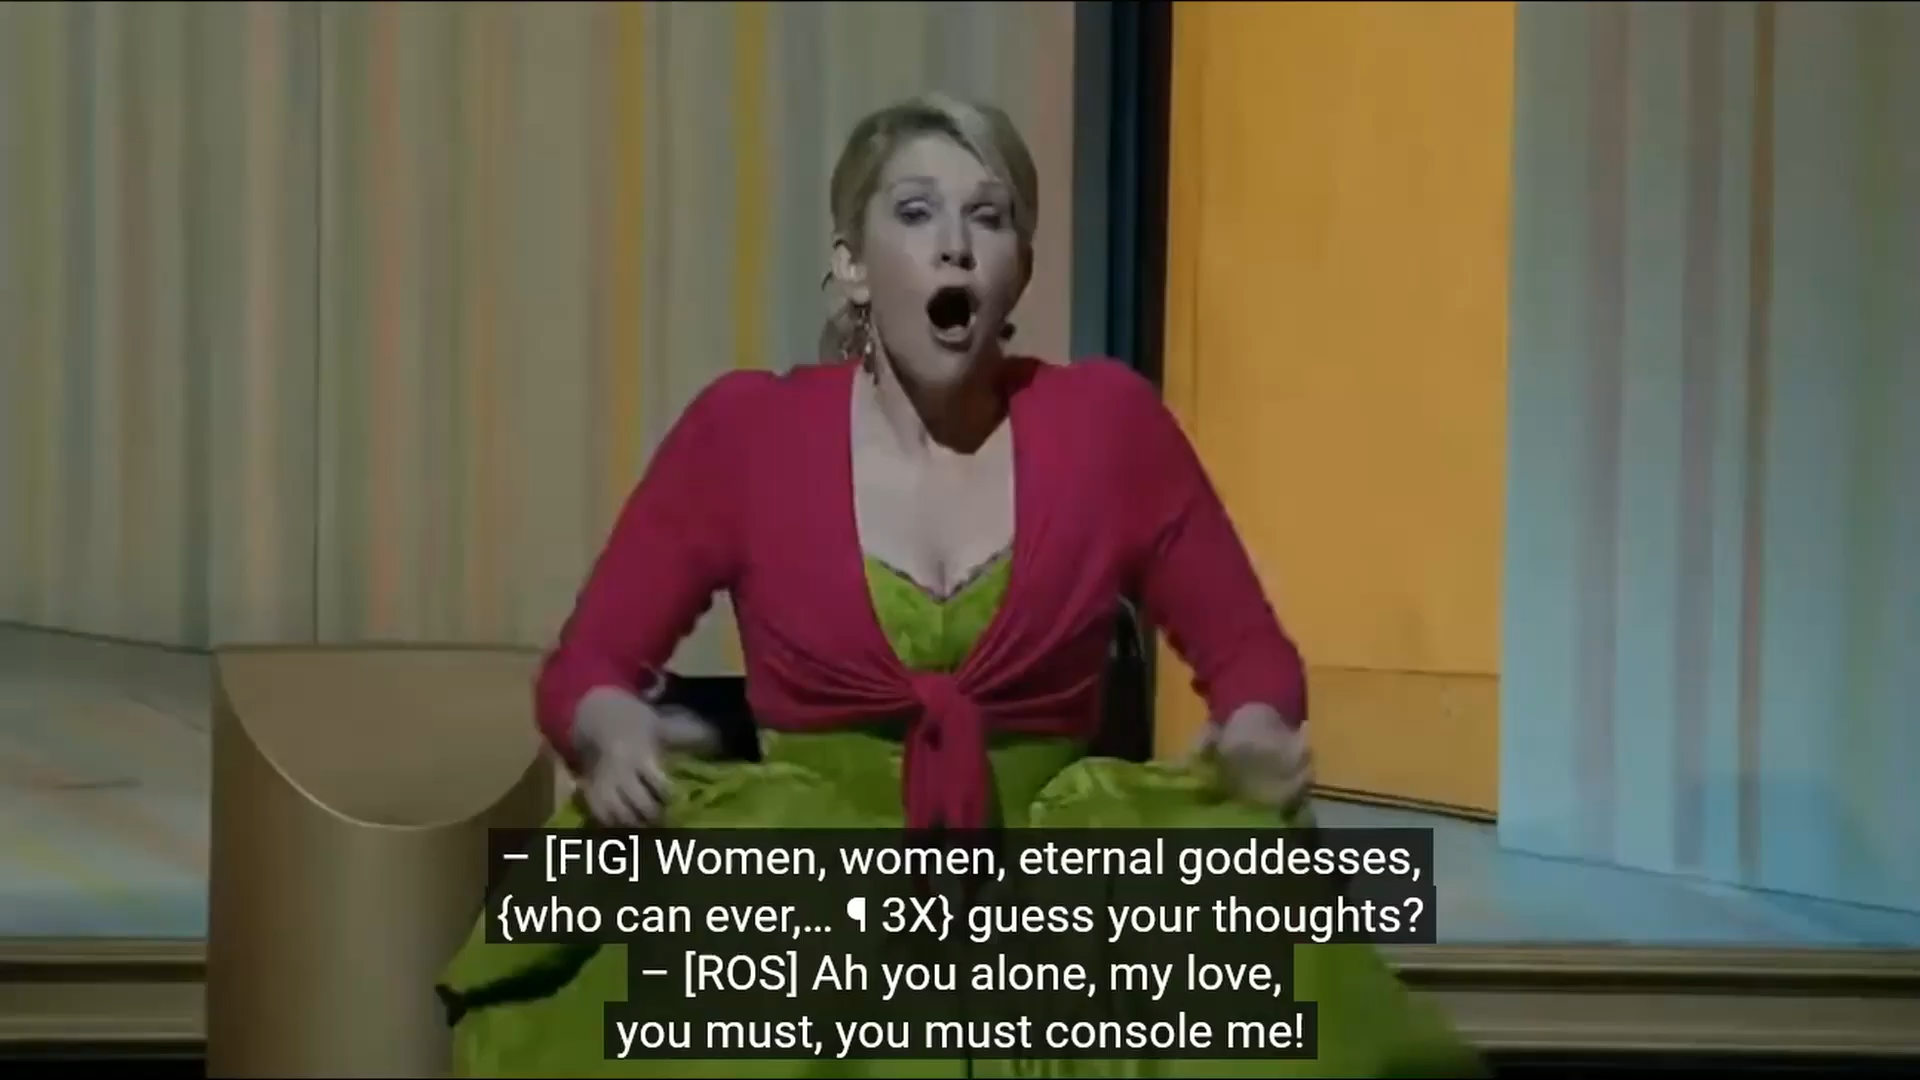 – [FIG] Women, women, eternal goddesses,
{who can ever,... ¶ 3X} guess your thoughts?
– [ROS] Ah you alone, my love,
you must, you must console me!